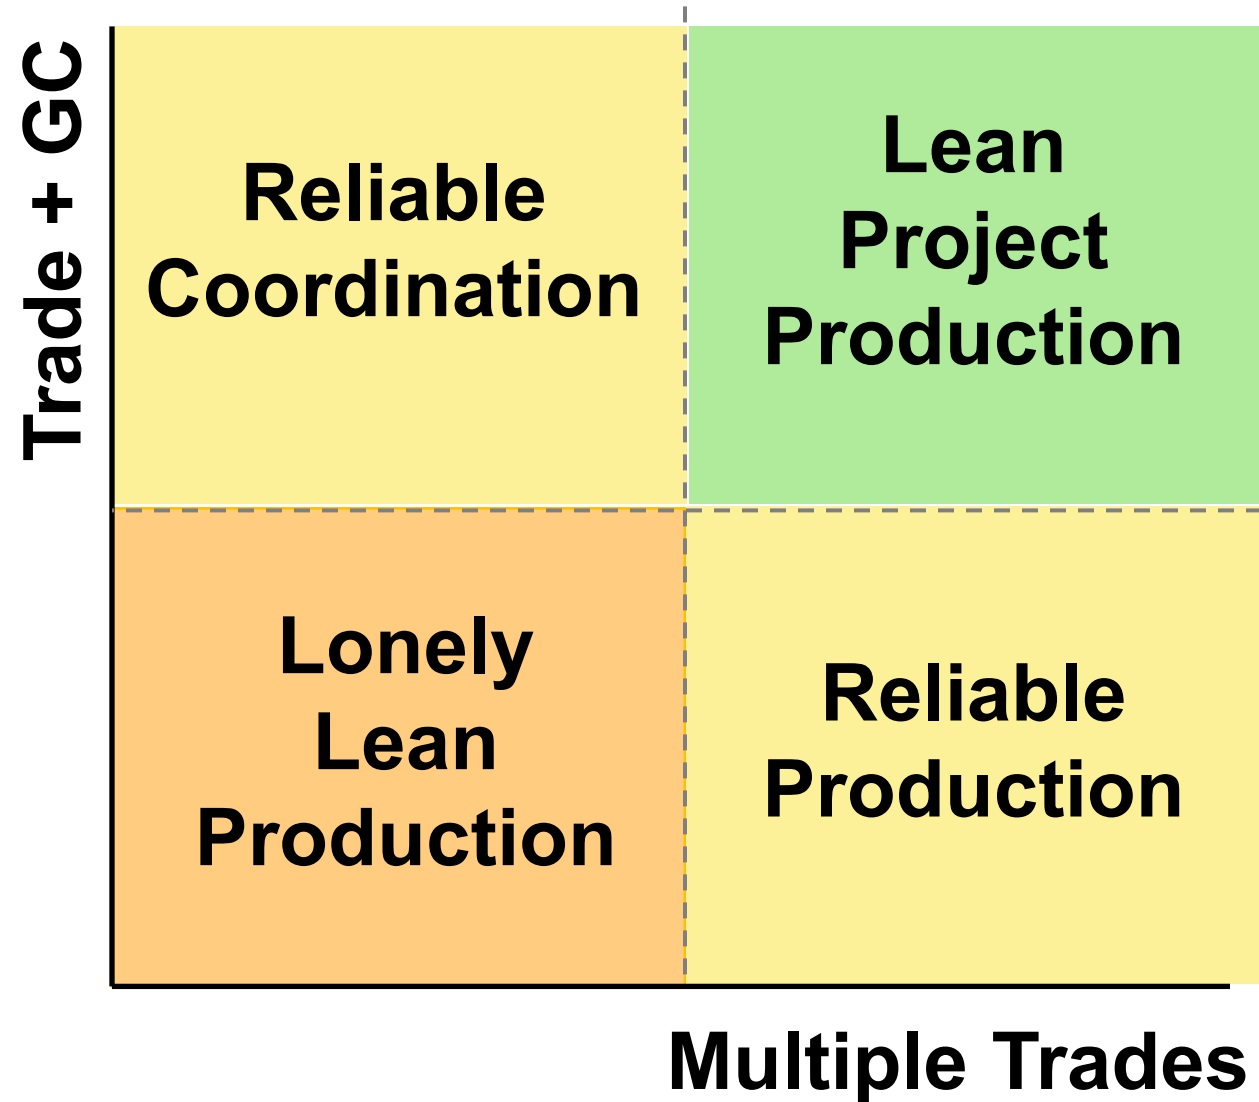 Trade + GC
Reliable
Coordination
Lean
Project
Production
Lonely
Lean
Production
Reliable
Production
Multiple Trades